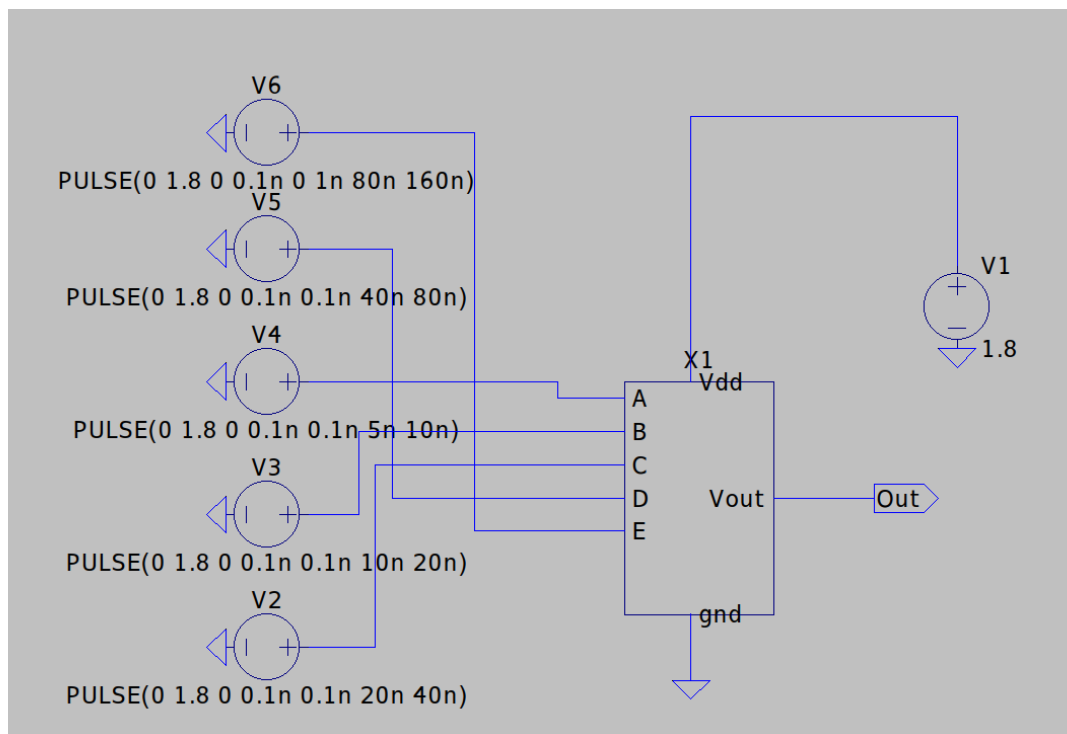 V6
PULSE(0 1.8 0 0.1n 0 1n 80n 160n)
V5
PULSE(0 1.8 0 0.1n 0.1n 40n 80n)
V1
1.8
V4
PULSE(0 1.8 0 0.1n 0.1n 5n 10n)
X1
Vdd
A
B
C
D
E
Vout
Out
gnd
V3
PULSE(0 1.8 0 0.1n 0.1n 10n 20n)
V2
PULSE(0 1.8 0 0.1n 0.1n 20n 40n)